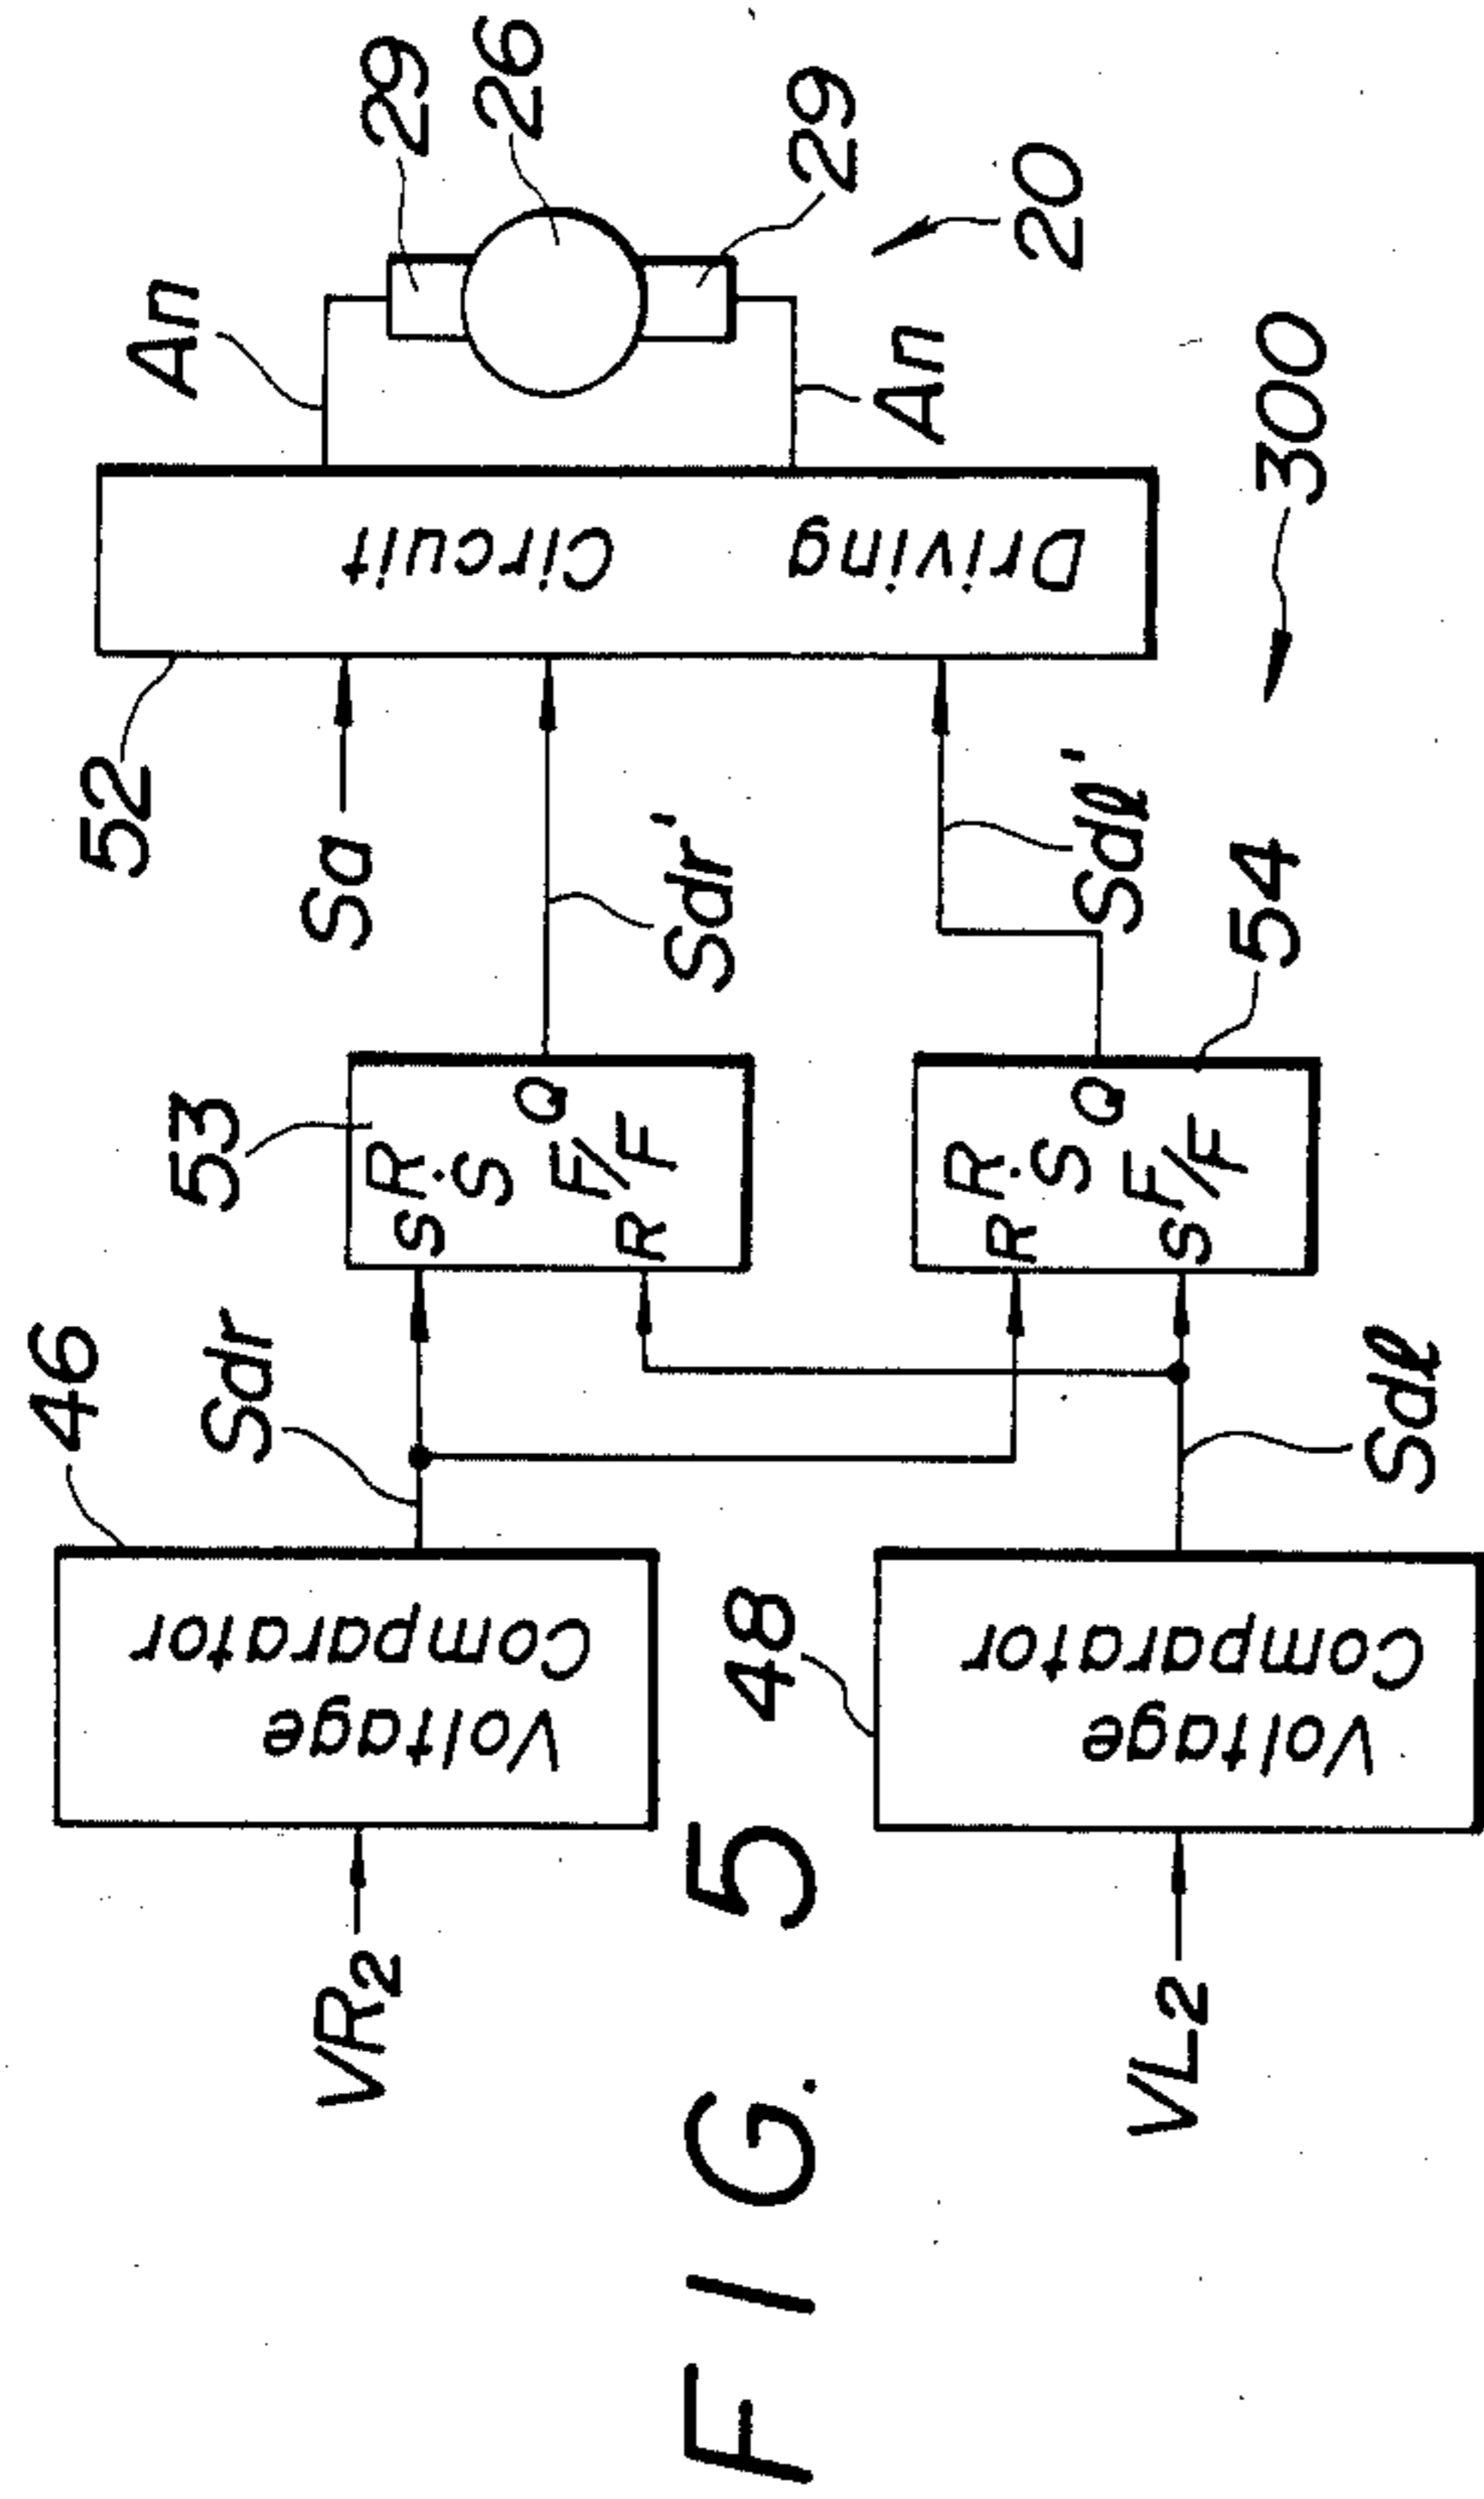 VR2
Voltage
Comparator
46
Sdr
53
S
R.S
F/F
R
Q
Sdr'
Sa
52
Driving
Circuit
An
29
26
29
An
20
VL2
Voltage
Comparator
48
Sdℓ
R
R.S
F/F
S
Q
54
Sdℓ'
300
FIG. 5